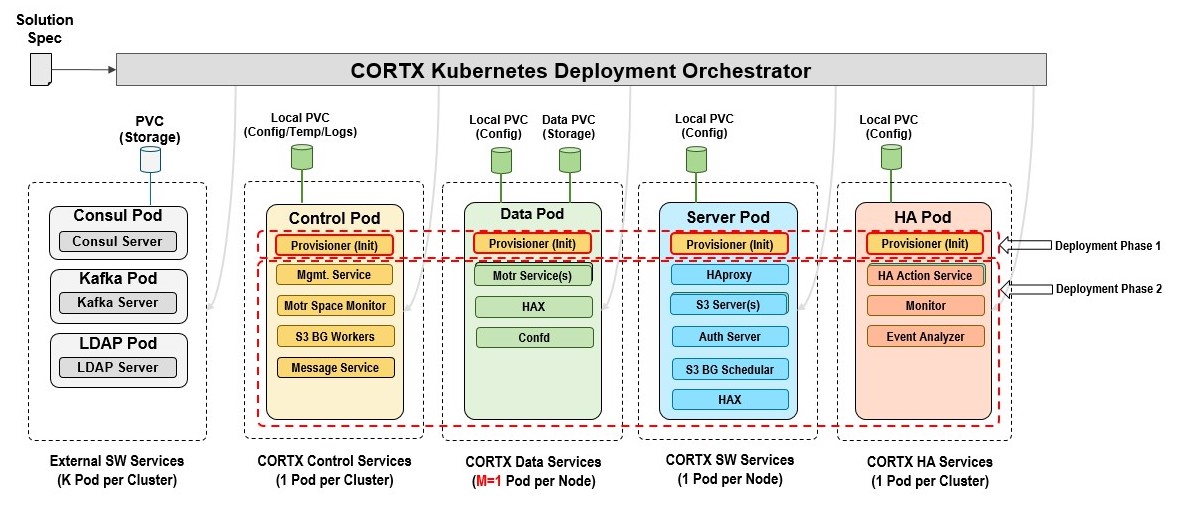 Solution
Spec
CORTX Kubernetes Deployment Orchestrator
PVC
(Storage)
Local PVC
(Config/Temp/Logs)
Local PVC
(Config)
Data PVC
(Storage)
Local PVC
(Config)
Local PVC
(Config)
Consul Pod
Consul Server
Kafka Pod
Kafka Server
LDAP Pod
LDAP Server
External SW Services
(K Pod per Cluster)
Control Pod
Provisioner (Init)
Mgmt. Service
Motr Space Monitor
S3 BG Workers
Message Service
CORTX Control Services
(1 Pod per Cluster)
Data Pod
Provisioner (Init)
Motr Service(s)
HAX
Confd
CORTX Data Services
(M=1 Pod per Node)
Server Pod
Provisioner (Init)
HAproxy
S3 Server(s)
Auth Server
S3 BG Schedular
HAX
CORTX SW Services
(1 Pod per Node)
HA Pod
Provisioner (Init)
HA Action Service
Monitor
Event Analyzer
CORTX HA Services
(1 Pod per Cluster)
Deployment Phase 1
Deployment Phase 2